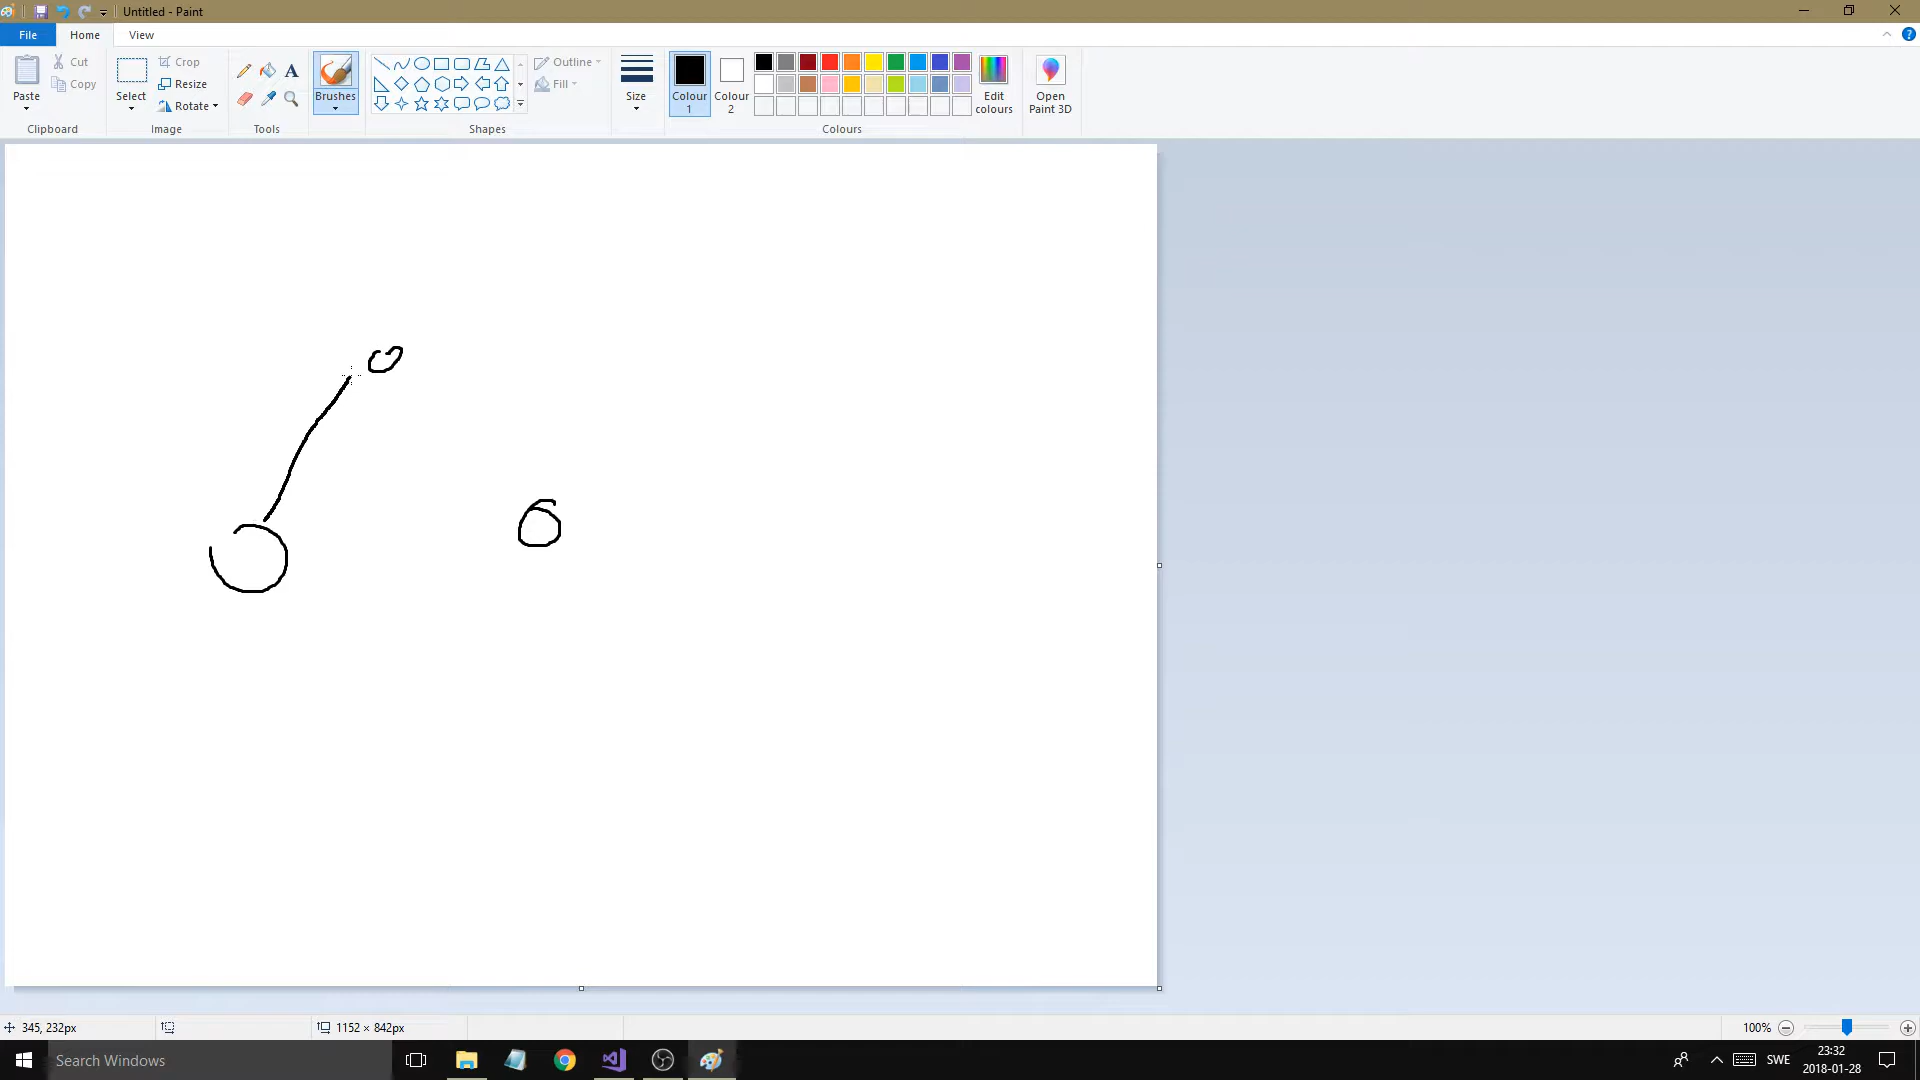 Untitled - Paint
File Home View
Paste
Cut
Copy
Clipboard
Select
Crop
Resize
Rotate
Image
A
Tools
Brushes
Shapes
Outline
Fill
Size
Colour 1
Colour 2
Edit colours
Colours
Open Paint 3D
345, 232px
1152 × 842px
100%
Search Windows
SWE
23:32
2018-01-28